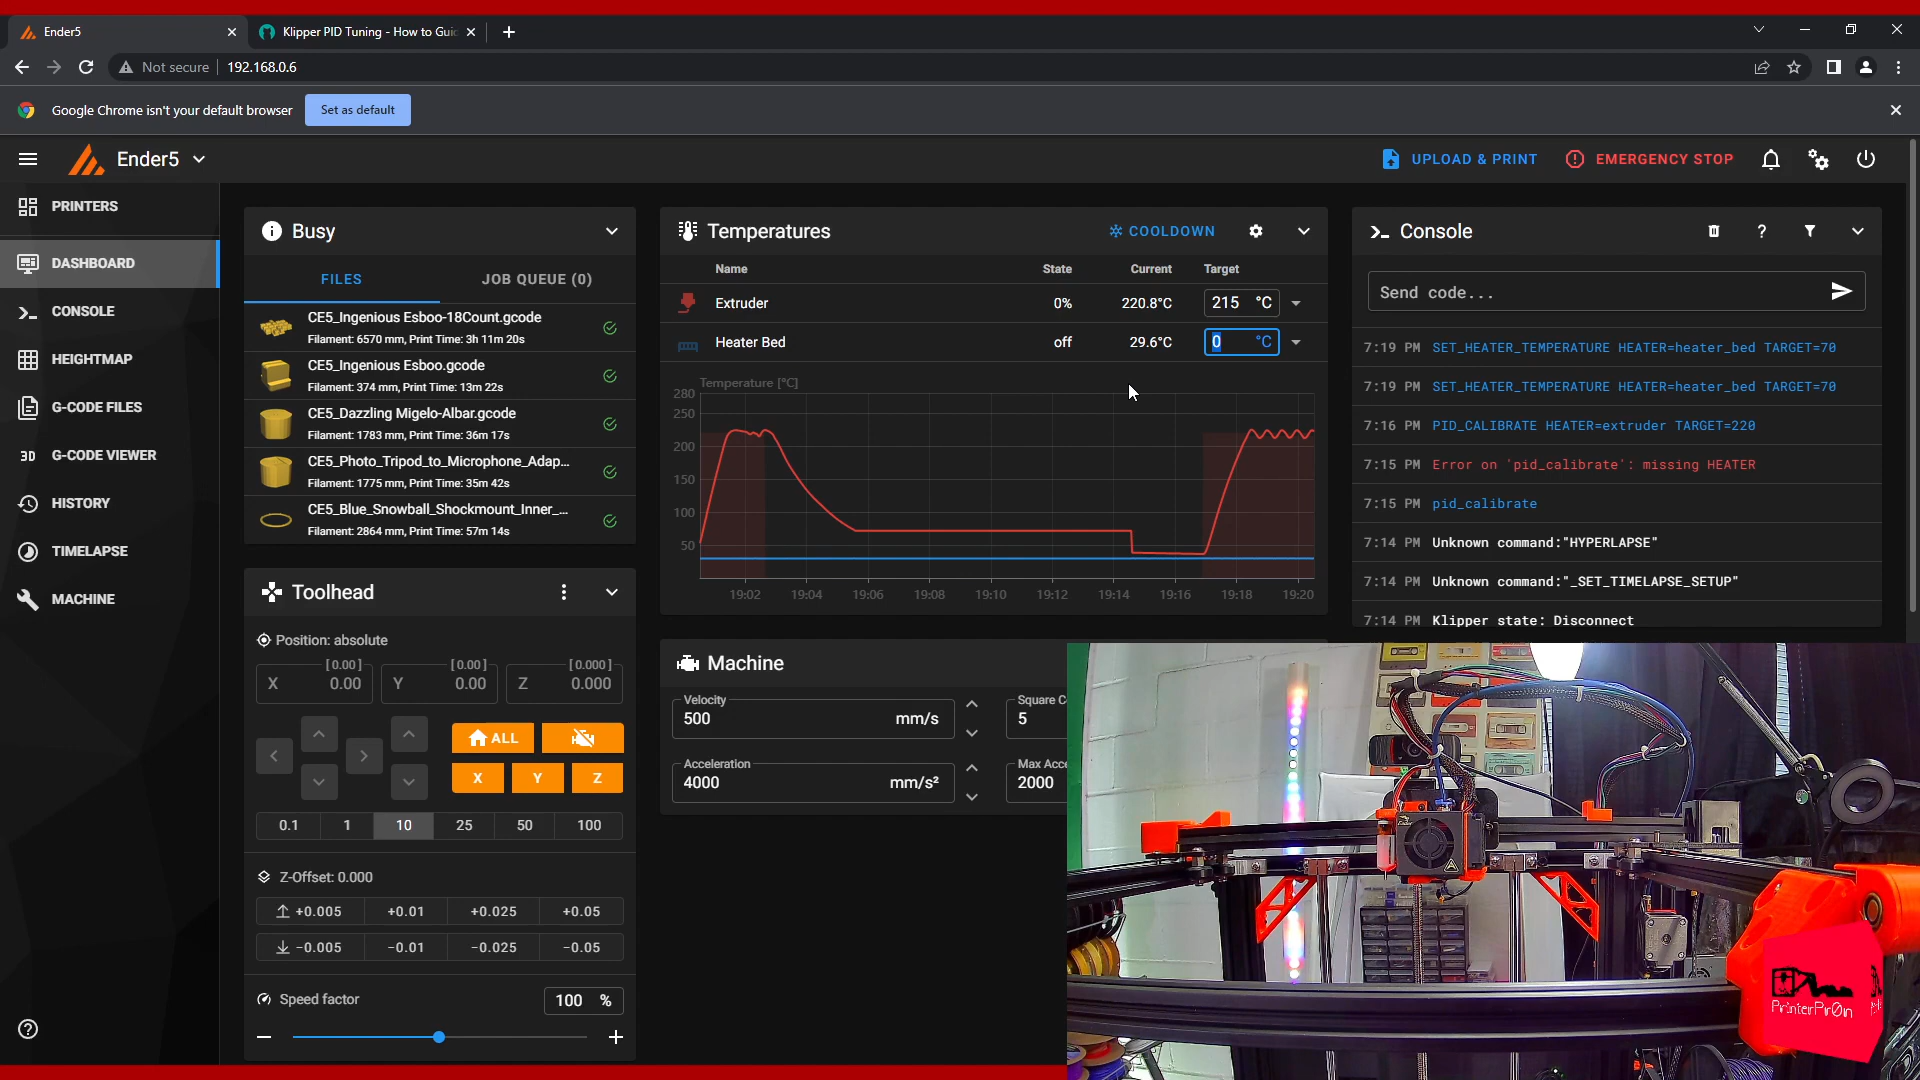 Ender5
Klipper PID Tuning - How to Guid
Not secure
192.168.0.6
Google Chrome isn't your default browser
Set as default
Ender5
UPLOAD & PRINT
EMERGENCY STOP
PRINTERS
DASHBOARD
CONSOLE
HEIGHTMAP
G-CODE FILES
3D G-CODE VIEWER
HISTORY
TIMELAPSE
MACHINE
Busy
FILES
JOB QUEUE (0)
CE5_Ingenious Esboo-18Count.gcode
Filament: 6570 mm, Print Time: 3h 11m 20s
CE5_Ingenious Esboo.gcode
Filament: 374 mm, Print Time: 13m 22s
CE5_Dazzling Migelo-Albar.gcode
Filament: 1783 mm, Print Time: 36m 17s
CE5_Photo_Tripod_to_Microphone_Adap...
Filament: 1775 mm, Print Time: 35m 42s
CE5_Blue_Snowball_Shockmount_Inner_...
Filament: 2864 mm, Print Time: 57m 14s
Toolhead
Position: absolute
[0.00]
X 0.00
[0.00]
Y 0.00
[0.000]
Z 0.000
ALL
X
Y
Z
0.1
1
10
25
50
100
Z-Offset: 0.000
+0.005
+0.01
+0.025
+0.05
-0.005
-0.01
-0.025
-0.05
Speed factor
100 %
Temperatures
COOLDOWN
Name State Current Target
Extruder 0% 220.8°C 215 °C
Heater Bed off 29.6°C 0 °C
Temperature [°C]
280
250
200
150
100
50
19:02 19:04 19:06 19:08 19:10 19:12 19:14 19:16 19:18 19:20
Machine
Velocity
500 mm/s
Square C
5
Acceleration
4000 mm/s²
Max Acce
2000
Console
Send code...
7:19 PM SET_HEATER_TEMPERATURE HEATER=heater_bed TARGET=70
7:19 PM SET_HEATER_TEMPERATURE HEATER=heater_bed TARGET=70
7:16 PM PID_CALIBRATE HEATER=extruder TARGET=220
7:15 PM Error on 'pid_calibrate': missing HEATER
7:15 PM pid_calibrate
7:14 PM Unknown command:"HYPERLAPSE"
7:14 PM Unknown command:"_SET_TIMELAPSE_SETUP"
7:14 PM Klipper state: Disconnect
PrinterPr0n